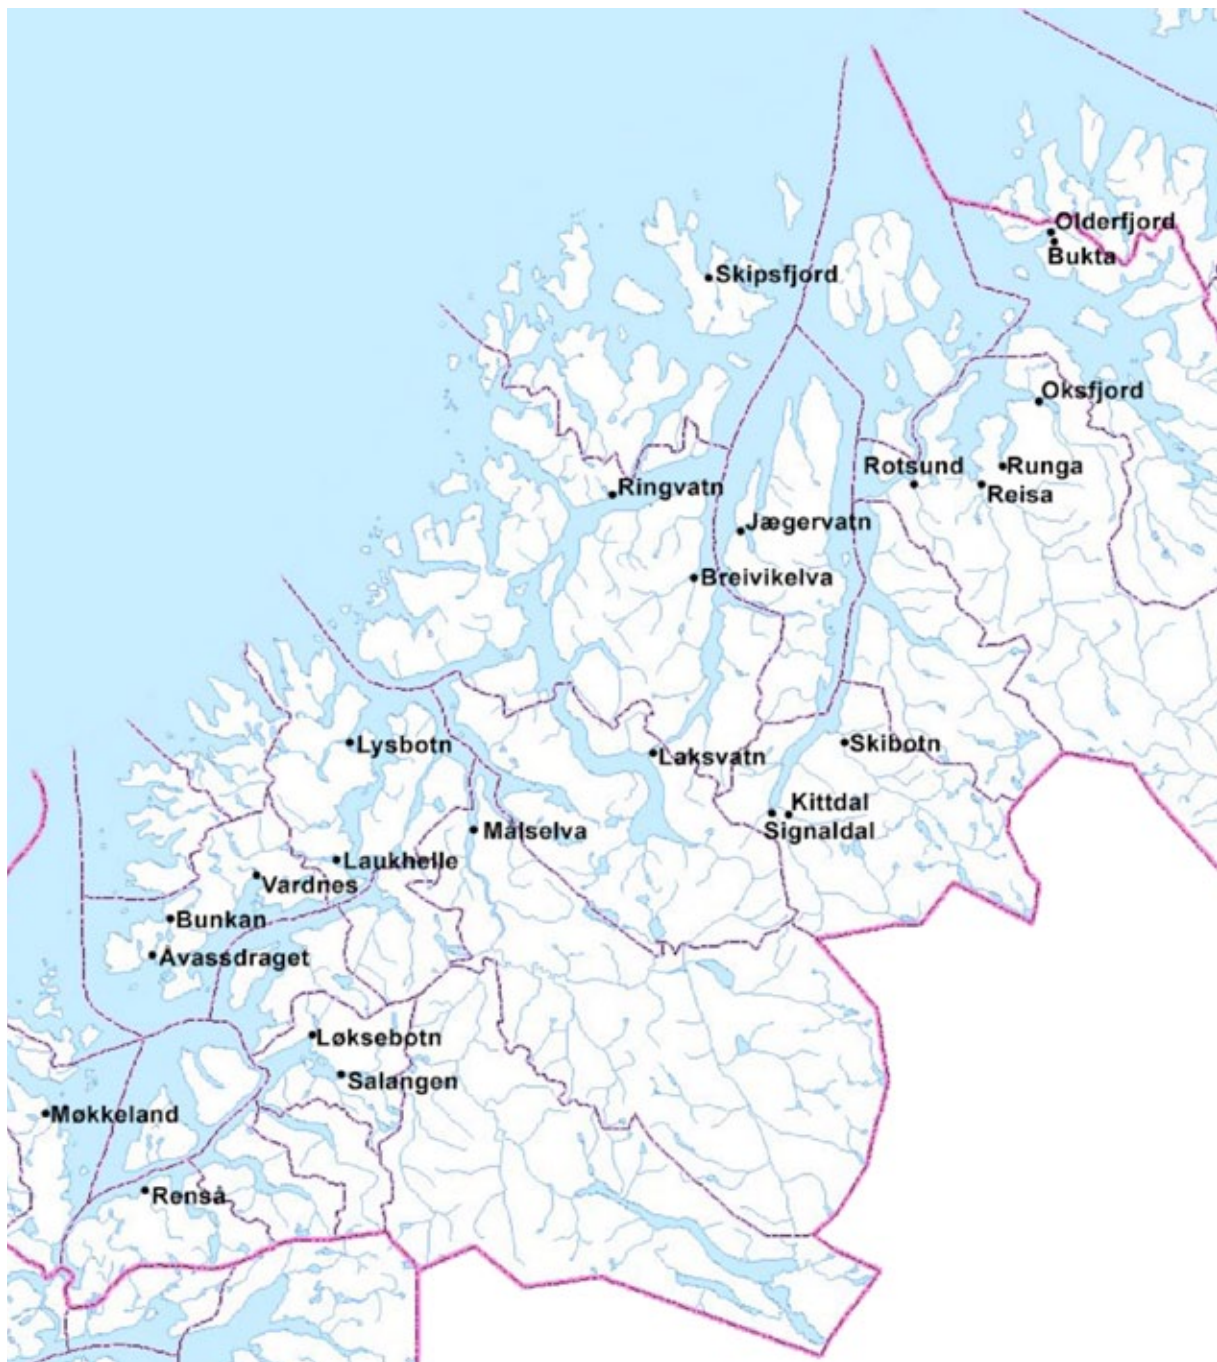 Olderfjord
Bukta
Skipsfjord
Oksfjord
Rotsund
Runga
Reisa
Ringvatn
Jægervatn
Breivikelva
Lysbotn
Laksvatn
Skibotn
Kittdal
Signaldal
Målselva
Laukhelle
Vardnes
Bunkan
Åvassdraget
Løksebotn
Salangen
Møkkeland
Renså